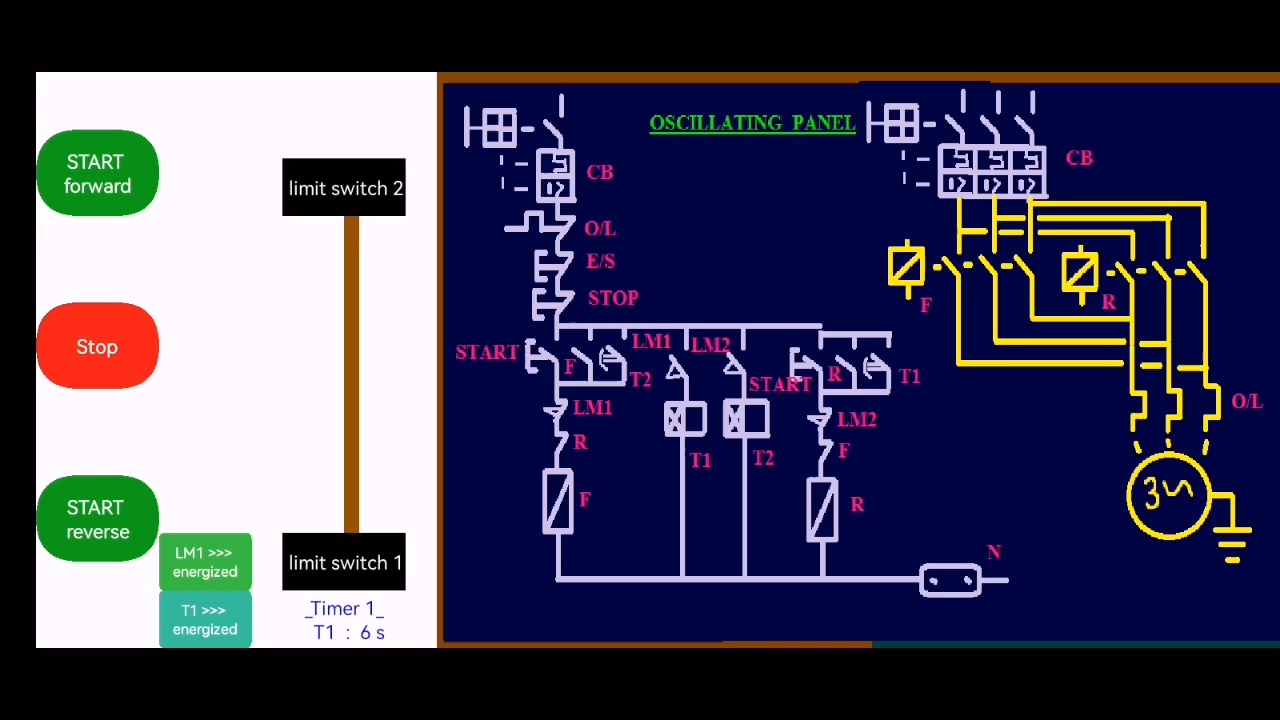 START
forward
Stop
START
reverse
LM1 >>>
energized
T1 >>>
energized
limit switch 2
limit switch 1
_Timer 1_
T1 : 6 s
OSCILLATING PANEL
CB
O/L
E/S
STOP
START
F
LM1
T2
LM1
R
F
T1
LM2
T2
START
R
T1
LM2
F
R
N
CB
F
R
O/L
3